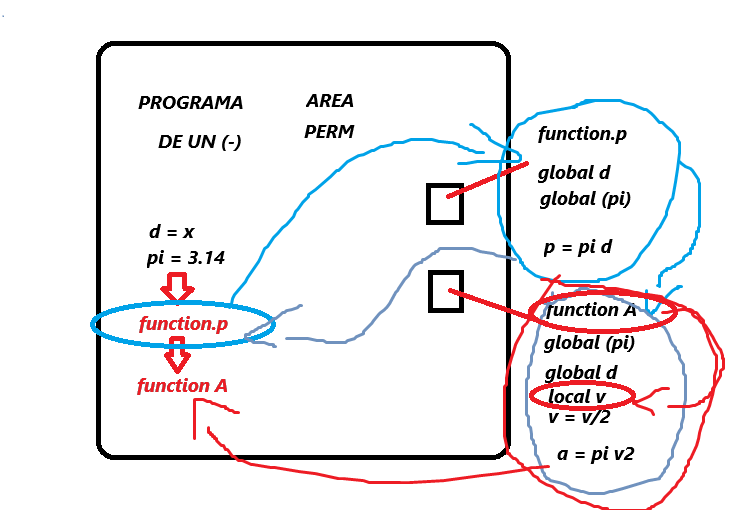 PROGRAMA
DE UN (-)
AREA
PERM
d = x
pi = 3.14
function.p
function A
function.p
global d
global (pi)
p = pi d
function A
global (pi)
global d
local v
v = v/2
a = pi v2